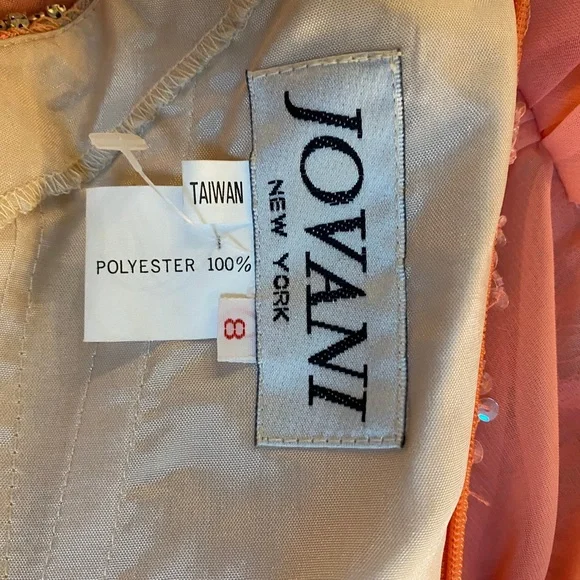 JOVANI
NEW YORK
TAIWAN
POLYESTER 100%
8